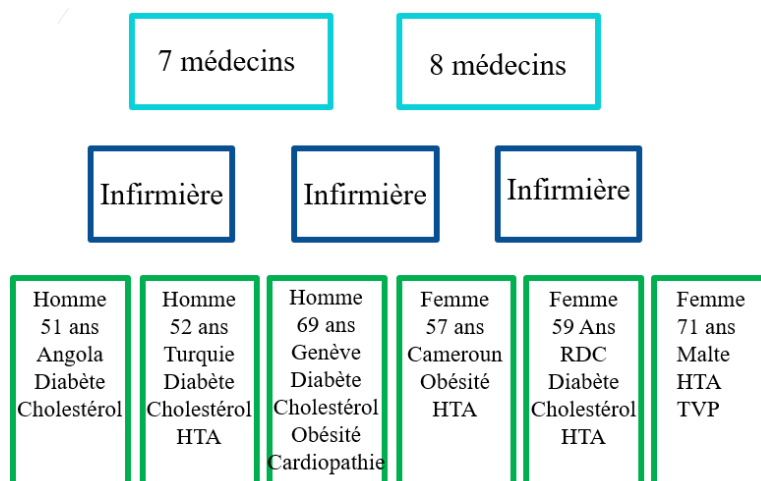 7 médecins
8 médecins
Infirmière
Infirmière
Infirmière
Homme
51 ans
Angola
Diabète
Cholestérol
Homme
52 ans
Turquie
Diabète
Cholestérol
HTA
Homme
69 ans
Genève
Diabète
Cholestérol
Obésité
Cardiopathie
Femme
57 ans
Cameroun
Obésité
HTA
Femme
59 Ans
RDC
Diabète
Cholestérol
HTA
Femme
71 ans
Malte
HTA
TVP